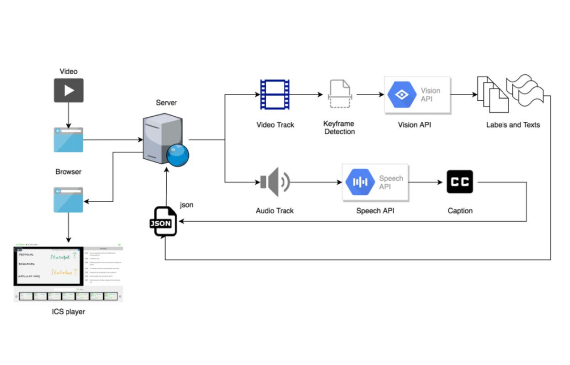 Video
Server
Browser
Video Track
Keyframe
Detection
Vision
API
Vision API
Labels and Texts
json
JSON
Audio Track
Speech
API
Speech API
CC
Caption
ICS player